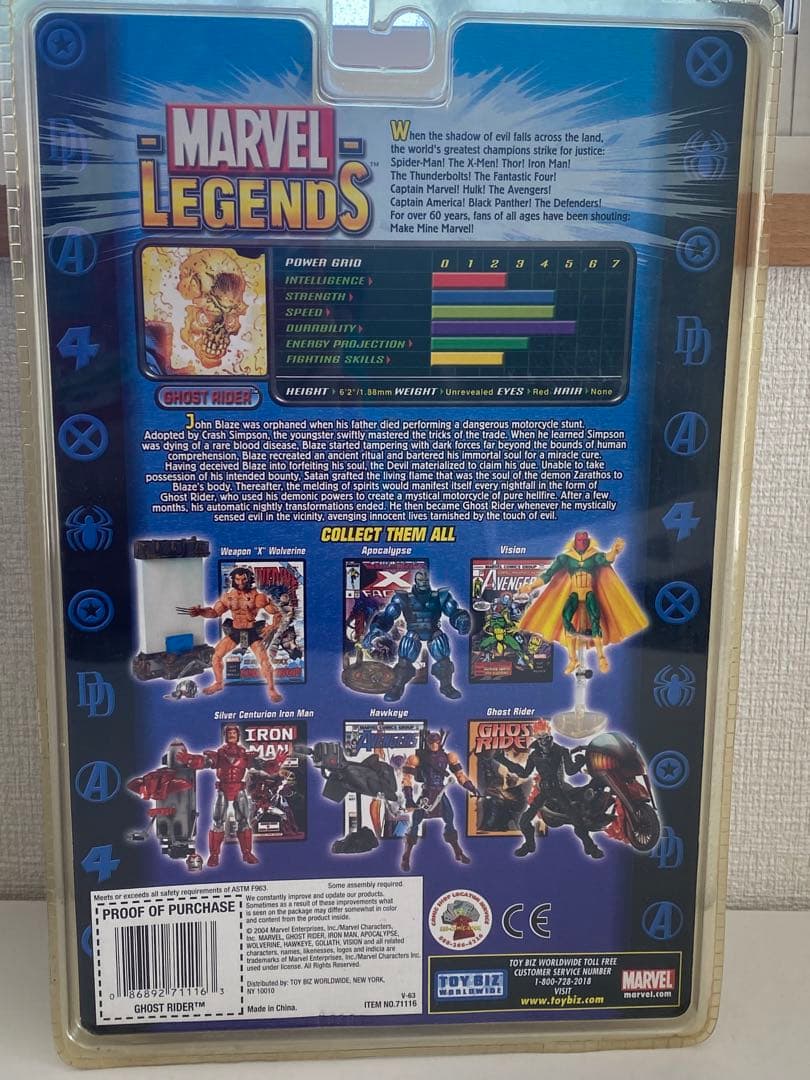 MARVEL
LEGENDS™
When the shadow of evil falls across the land,
the world's greatest champions strike for justice:
Spider-Man! The X-Men! Thor! Iron Man!
The Thunderbolts! The Fantastic Four!
Captain Marvel! Hulk! The Avengers!
Captain America! Black Panther! The Defenders!
For over 60 years, fans of all ages have been shouting:
Make Mine Marvel!
POWER GRID 0 1 2 3 4 5 6 7
INTELLIGENCE
STRENGTH
SPEED
DURABILITY
ENERGY PROJECTION
FIGHTING SKILLS
GHOST RIDER™
HEIGHT 6'2"/1.88mm WEIGHT Unrevealed EYES Red HAIR None
John Blaze was orphaned when his father died performing a dangerous motorcycle stunt.
Adopted by Crash Simpson, the youngster swiftly mastered the tricks of the trade. When he learned Simpson
was dying of a rare blood disease, Blaze started tampering with dark forces far beyond the bounds of human
comprehension, Blaze recreated an ancient ritual and bartered his immortal soul for a miracle cure.
Having deceived Blaze into forfeiting his soul, the Devil materialized to claim his due. Unable to take
possession of his intended bounty, Satan grafted the living flame that was the soul of the demon Zarathos to
Blaze's body. Thereafter, the melding of spirits would manifest itself every nightfall in the form of
Ghost Rider, who used his demonic powers to create a mystical motorcycle of pure hellfire. After a few
months, his automatic nightly transformations ended. He then became Ghost Rider whenever he mystically
sensed evil in the vicinity, avenging innocent lives tarnished by the touch of evil.
COLLECT THEM ALL
Weapon "X" Wolverine
Apocalypse
Vision
X
AVENGE
Silver Centurion Iron Man
Hawkeye
Ghost Rider
IRON
MAN
AVENGERS
GHOS
RIDE
Meets or exceeds all safety requirements of ASTM F963.
Some assembly required.
PROOF OF PURCHASE
0 86892 71116 3
GHOST RIDER™
We constantly improve and update our products.
Sometimes as a result of these improvements what
is seen on the package may differ somewhat in color
and content from the product inside.
© 2004 Marvel Enterprises, Inc./Marvel Characters,
Inc. MARVEL, GHOST RIDER, IRON MAN, APOCALYPSE,
WOLVERINE, HAWKEYE, GOLIATH, VISION and all related
characters, names, likenesses, logos and indicia are
trademarks of Marvel Enterprises, Inc./Marvel Characters Inc.
used under license. All Rights Reserved.
Distributed by: TOY BIZ WORLDWIDE, NEW YORK,
NY 10010
V-63
Made in China.
ITEM NO.71116
COMIC SHOP LOCATOR SERVICE
888-266-4226
CE
TOY BIZ
WORLDWIDE
TOY BIZ WORLDWIDE TOLL FREE
CUSTOMER SERVICE NUMBER
1-800-728-2018
VISIT
www.toybiz.com
MARVEL
marvel.com